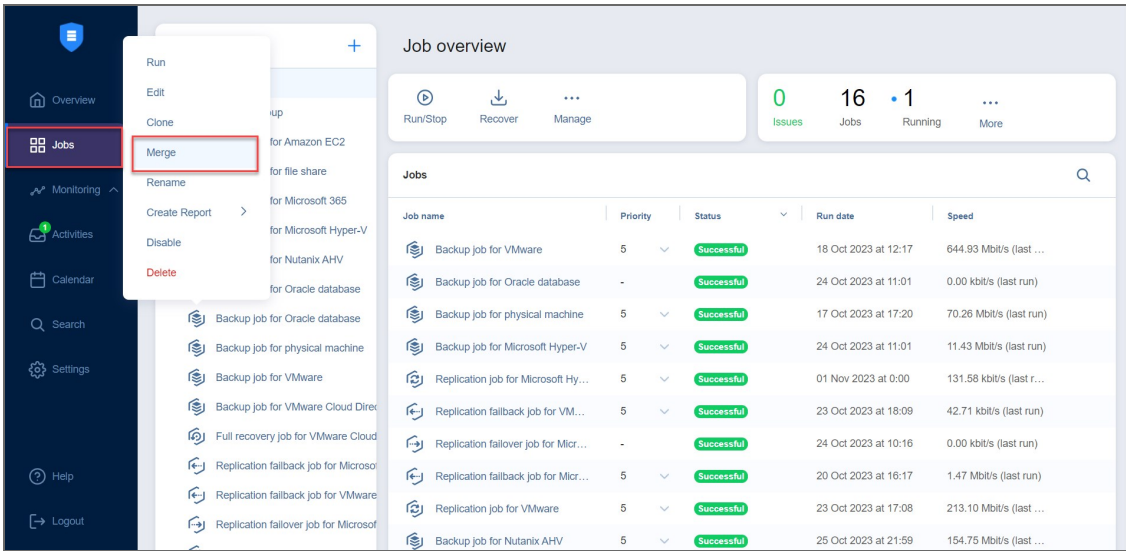 Overview
Jobs
Monitoring
1
Activities
Calendar
Search
Settings
Help
Logout
Run
Edit
Clone
Merge
Rename
Create Report
Disable
Delete
+
up
for Amazon EC2
for file share
for Microsoft 365
for Microsoft Hyper-V
for Nutanix AHV
for Oracle database
Backup job for Oracle database
Backup job for physical machine
Backup job for VMware
Backup job for VMware Cloud Direc
Full recovery job for VMware Cloud
Replication failback job for Microsof
Replication failback job for VMware
Replication failover job for Microsof
Job overview
Run/Stop Recover Manage
0 16 1
Issues Jobs Running More
Jobs
Job name Priority Status Run date Speed
Backup job for VMware 5 Successful 18 Oct 2023 at 12:17 644.93 Mbit/s (last ...
Backup job for Oracle database - Successful 24 Oct 2023 at 11:01 0.00 kbit/s (last run)
Backup job for physical machine 5 Successful 17 Oct 2023 at 17:20 70.26 Mbit/s (last run)
Backup job for Microsoft Hyper-V 5 Successful 24 Oct 2023 at 11:01 11.43 Mbit/s (last run)
Replication job for Microsoft Hy... 5 Successful 01 Nov 2023 at 0:00 131.58 kbit/s (last r...
Replication failback job for VM... 5 Successful 23 Oct 2023 at 18:09 42.71 kbit/s (last run)
Replication failover job for Micr... - Successful 24 Oct 2023 at 10:16 0.00 kbit/s (last run)
Replication failback job for Micr... 5 Successful 20 Oct 2023 at 16:17 1.47 Mbit/s (last run)
Replication job for VMware 5 Successful 23 Oct 2023 at 17:08 213.10 Mbit/s (last ...
Backup job for Nutanix AHV 5 Successful 25 Oct 2023 at 21:59 154.75 Mbit/s (last ...